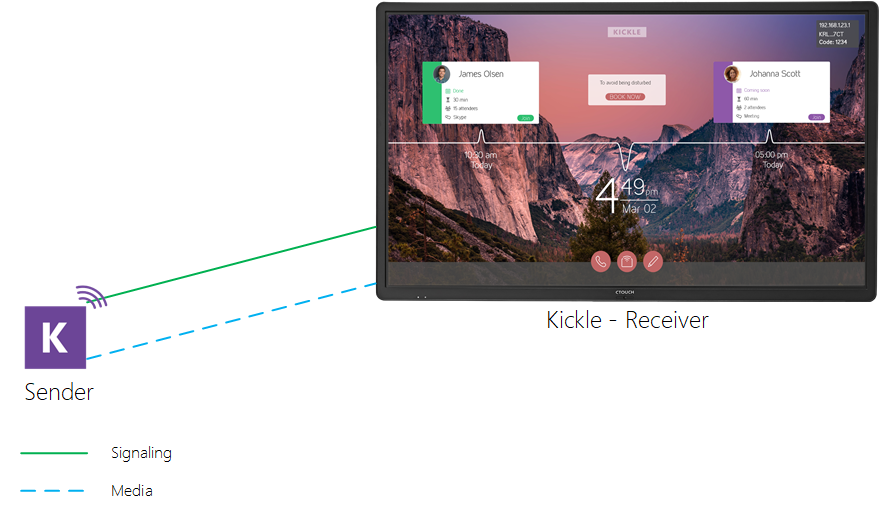 KICKLE
192.168.1.23.1
KRL...7CT
Code: 1234
James Olsen
Done
30 min
15 attendees
Skype
Join
To avoid being disturbed
BOOK NOW
Johanna Scott
Coming soon
60 min
2 attendees
Meeting
Join
10:30 am
Today
05:00 pm
Today
4 49 pm
Mar 02
CTOUCH
Kickle - Receiver
K
Sender
Signaling
Media